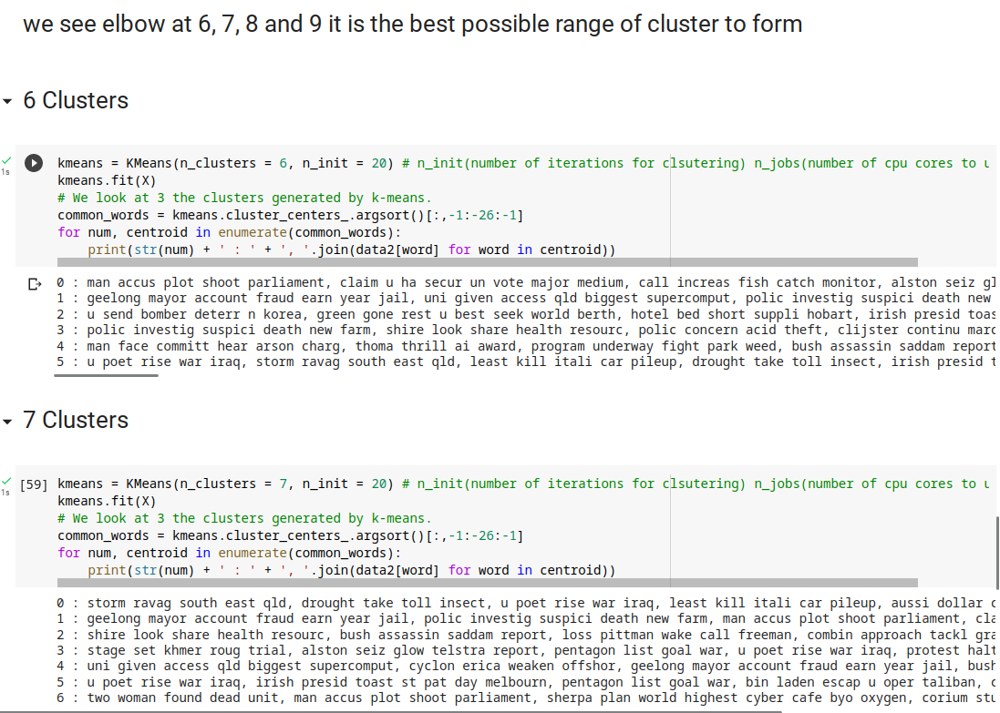 we see elbow at 6, 7, 8 and 9 it is the best possible range of cluster to form
6 Clusters
1s
kmeans = KMeans(n_clusters = 6, n_init = 20) # n_init(number of iterations for clsutering) n_jobs(number of cpu cores to u
kmeans.fit(X)
# We look at 3 the clusters generated by k-means.
common_words = kmeans.cluster_centers_.argsort()[:,-1:-26:-1]
for num, centroid in enumerate(common_words):
    print(str(num) + ' : ' + ', '.join(data2[word] for word in centroid))
0 : man accus plot shoot parliament, claim u ha secur un vote major medium, call increas fish catch monitor, alston seiz gl
1 : geelong mayor account fraud earn year jail, uni given access qld biggest supercomput, polic investig suspici death new
2 : u send bomber deterr n korea, green gone rest u best seek world berth, hotel bed short suppli hobart, irish presid toas
3 : polic investig suspici death new farm, shire look share health resourc, polic concern acid theft, clijster continu marc
4 : man face committ hear arson charg, thoma thrill ai award, program underway fight park weed, bush assassin saddam report
5 : u poet rise war iraq, storm ravag south east qld, least kill itali car pileup, drought take toll insect, irish presid t
7 Clusters
1s
[59] kmeans = KMeans(n_clusters = 7, n_init = 20) # n_init(number of iterations for clsutering) n_jobs(number of cpu cores to u
kmeans.fit(X)
# We look at 3 the clusters generated by k-means.
common_words = kmeans.cluster_centers_.argsort()[:,-1:-26:-1]
for num, centroid in enumerate(common_words):
    print(str(num) + ' : ' + ', '.join(data2[word] for word in centroid))
0 : storm ravag south east qld, drought take toll insect, u poet rise war iraq, least kill itali car pileup, aussi dollar
1 : geelong mayor account fraud earn year jail, polic investig suspici death new farm, man accus plot shoot parliament, cla
2 : shire look share health resourc, bush assassin saddam report, loss pittman wake call freeman, combin approach tackl gra
3 : stage set khmer roug trial, alston seiz glow telstra report, pentagon list goal war, u poet rise war iraq, protest halt
4 : uni given access qld biggest supercomput, cyclon erica weaken offshor, geelong mayor account fraud earn year jail, bush
5 : u poet rise war iraq, irish presid toast st pat day melbourn, pentagon list goal war, bin laden escap u oper taliban,
6 : two woman found dead unit, man accus plot shoot parliament, sherpa plan world highest cyber cafe byo oxygen, corium stu